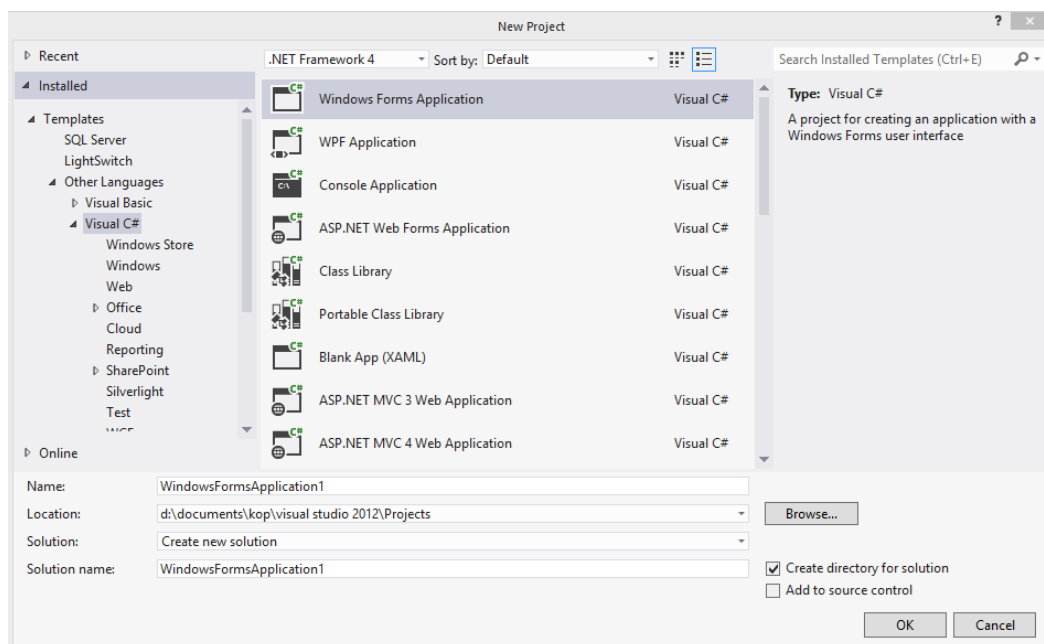 New Project
?
Recent
Installed
Templates
SQL Server
LightSwitch
Other Languages
Visual Basic
Visual C#
Windows Store
Windows
Web
Office
Cloud
Reporting
SharePoint
Silverlight
Test
Online
.NET Framework 4
Sort by: Default
C# Windows Forms Application Visual C#
C# WPF Application Visual C#
C# Console Application Visual C#
C# ASP.NET Web Forms Application Visual C#
C# Class Library Visual C#
C# Portable Class Library Visual C#
C# Blank App (XAML) Visual C#
C# ASP.NET MVC 3 Web Application Visual C#
C# ASP.NET MVC 4 Web Application Visual C#
Search Installed Templates (Ctrl+E)
Type: Visual C#
A project for creating an application with a
Windows Forms user interface
Name: WindowsFormsApplication1
Location: d:\documents\kop\visual studio 2012\Projects
Browse...
Solution: Create new solution
Solution name: WindowsFormsApplication1
Create directory for solution
Add to source control
OK Cancel